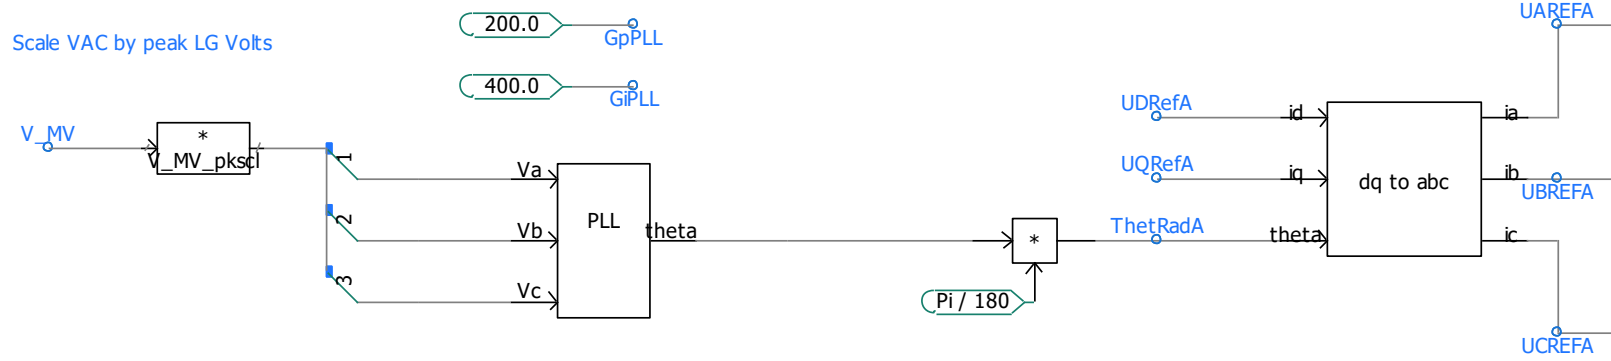 200.0
GpPLL
UAREFA
Scale VAC by peak LG Volts
400.0
GiPLL
UDRefA
id
ia
V_MV
*
V_MV_pkscl
1
Va
UQRefA
iq
dq to abc
ib
UBREFA
2
Vb
PLL
theta
*
ThetRadA
theta
ic
3
Vc
Pi / 180
UCREFA